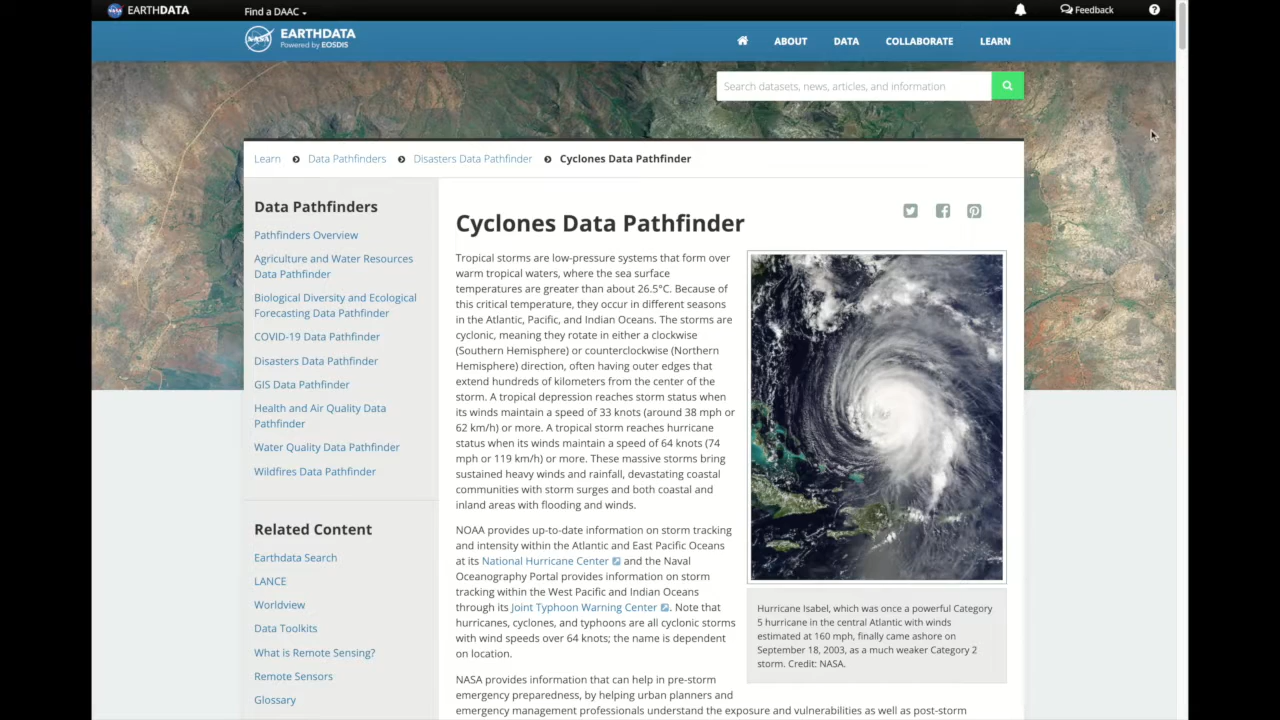 EARTHDATA
Find a DAAC
Feedback
EARTHDATA
Powered by EOSDIS
ABOUT
DATA
COLLABORATE
LEARN
Search datasets, news, articles, and information
Learn
Data Pathfinders
Disasters Data Pathfinder
Cyclones Data Pathfinder
Data Pathfinders
Pathfinders Overview
Agriculture and Water Resources
Data Pathfinder
Biological Diversity and Ecological
Forecasting Data Pathfinder
COVID-19 Data Pathfinder
Disasters Data Pathfinder
GIS Data Pathfinder
Health and Air Quality Data
Pathfinder
Water Quality Data Pathfinder
Wildfires Data Pathfinder
Related Content
Earthdata Search
LANCE
Worldview
Data Toolkits
What is Remote Sensing?
Remote Sensors
Glossary
Cyclones Data Pathfinder
Tropical storms are low-pressure systems that form over
warm tropical waters, where the sea surface
temperatures are greater than about 26.5°C. Because of
this critical temperature, they occur in different seasons
in the Atlantic, Pacific, and Indian Oceans. The storms are
cyclonic, meaning they rotate in either a clockwise
(Southern Hemisphere) or counterclockwise (Northern
Hemisphere) direction, often having outer edges that
extend hundreds of kilometers from the center of the
storm. A tropical depression reaches storm status when
its winds maintain a speed of 33 knots (around 38 mph or
62 km/h) or more. A tropical storm reaches hurricane
status when its winds maintain a speed of 64 knots (74
mph or 119 km/h) or more. These massive storms bring
sustained heavy winds and rainfall, devastating coastal
communities with storm surges and both coastal and
inland areas with flooding and winds.
NOAA provides up-to-date information on storm tracking
and intensity within the Atlantic and East Pacific Oceans
at its National Hurricane Center and the Naval
Oceanography Portal provides information on storm
tracking within the West Pacific and Indian Oceans
through its Joint Typhoon Warning Center. Note that
hurricanes, cyclones, and typhoons are all cyclonic storms
with wind speeds over 64 knots; the name is dependent
on location.
NASA provides information that can help in pre-storm
emergency preparedness, by helping urban planners and
emergency management professionals understand the exposure and vulnerabilities as well as post-storm
Hurricane Isabel, which was once a powerful Category
5 hurricane in the central Atlantic with winds
estimated at 160 mph, finally came ashore on
September 18, 2003, as a much weaker Category 2
storm. Credit: NASA.